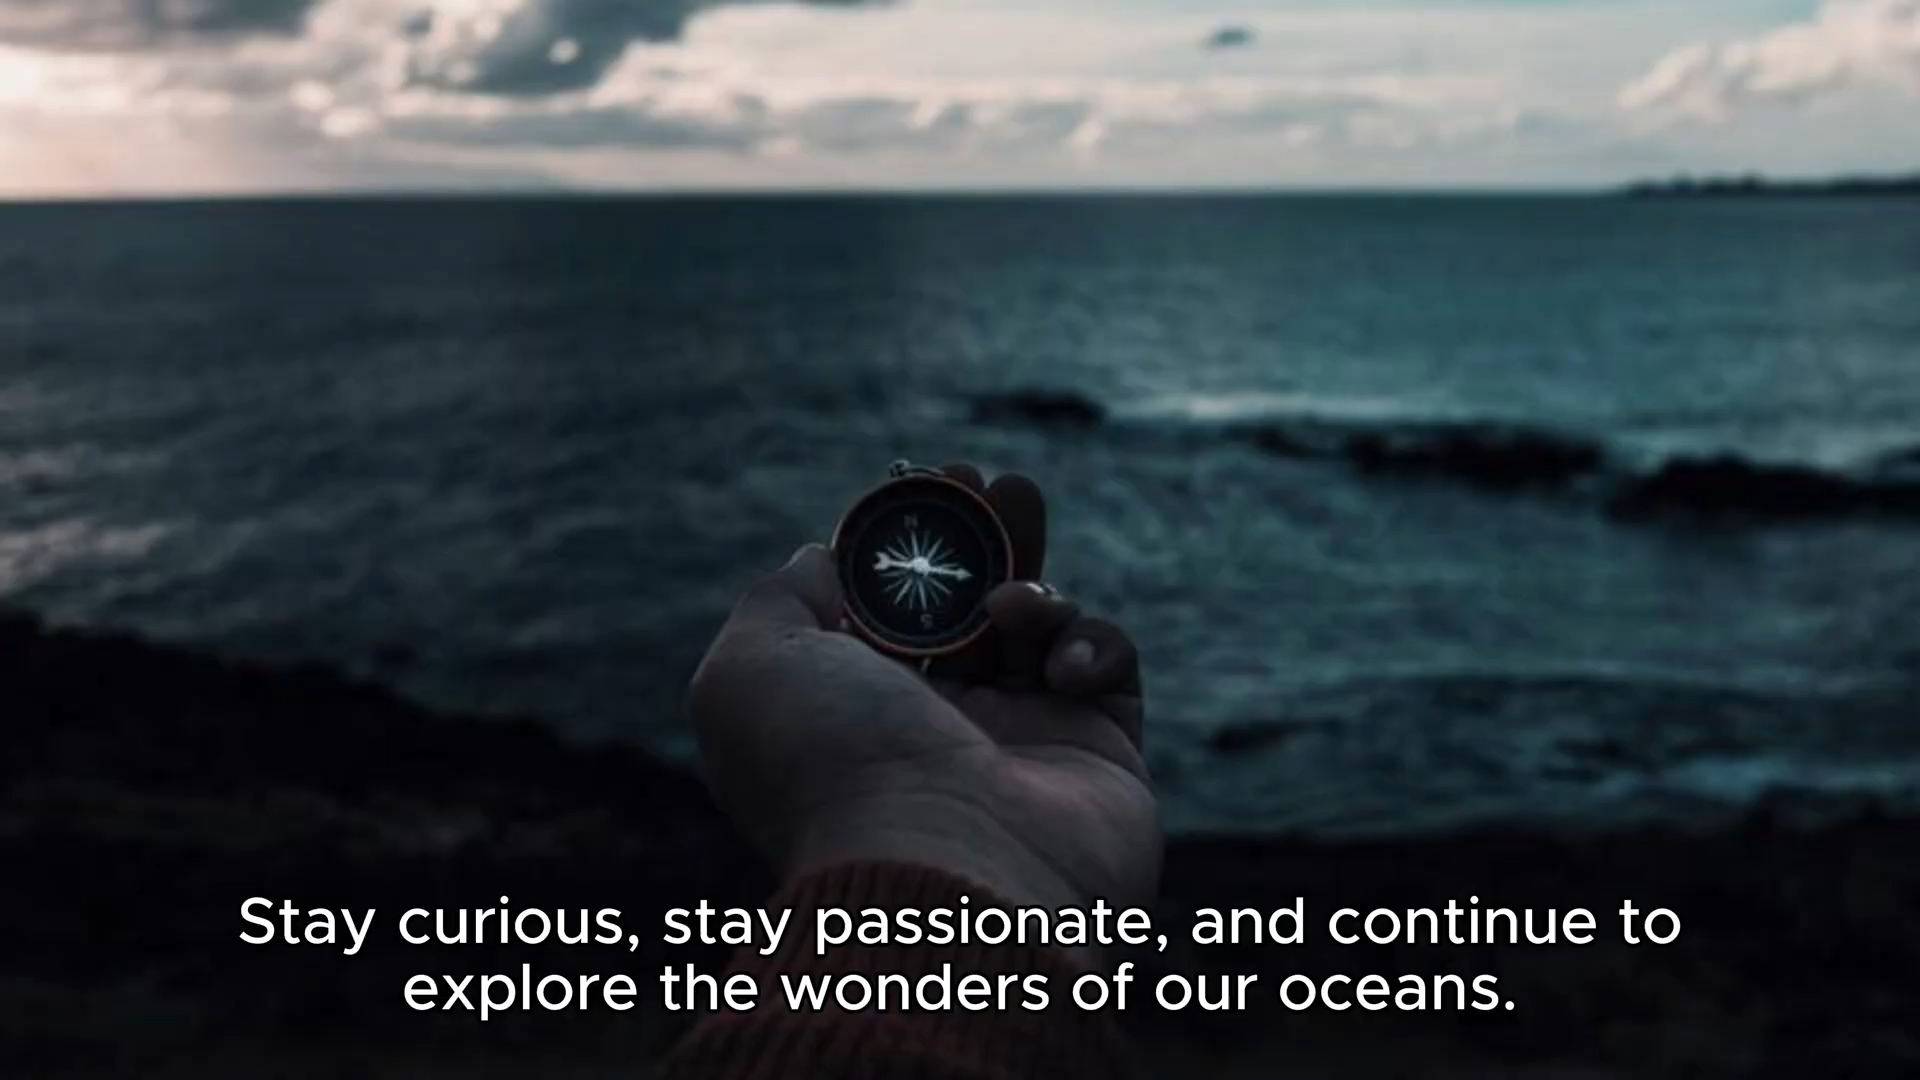 N
S
Stay curious, stay passionate, and continue to
explore the wonders of our oceans.